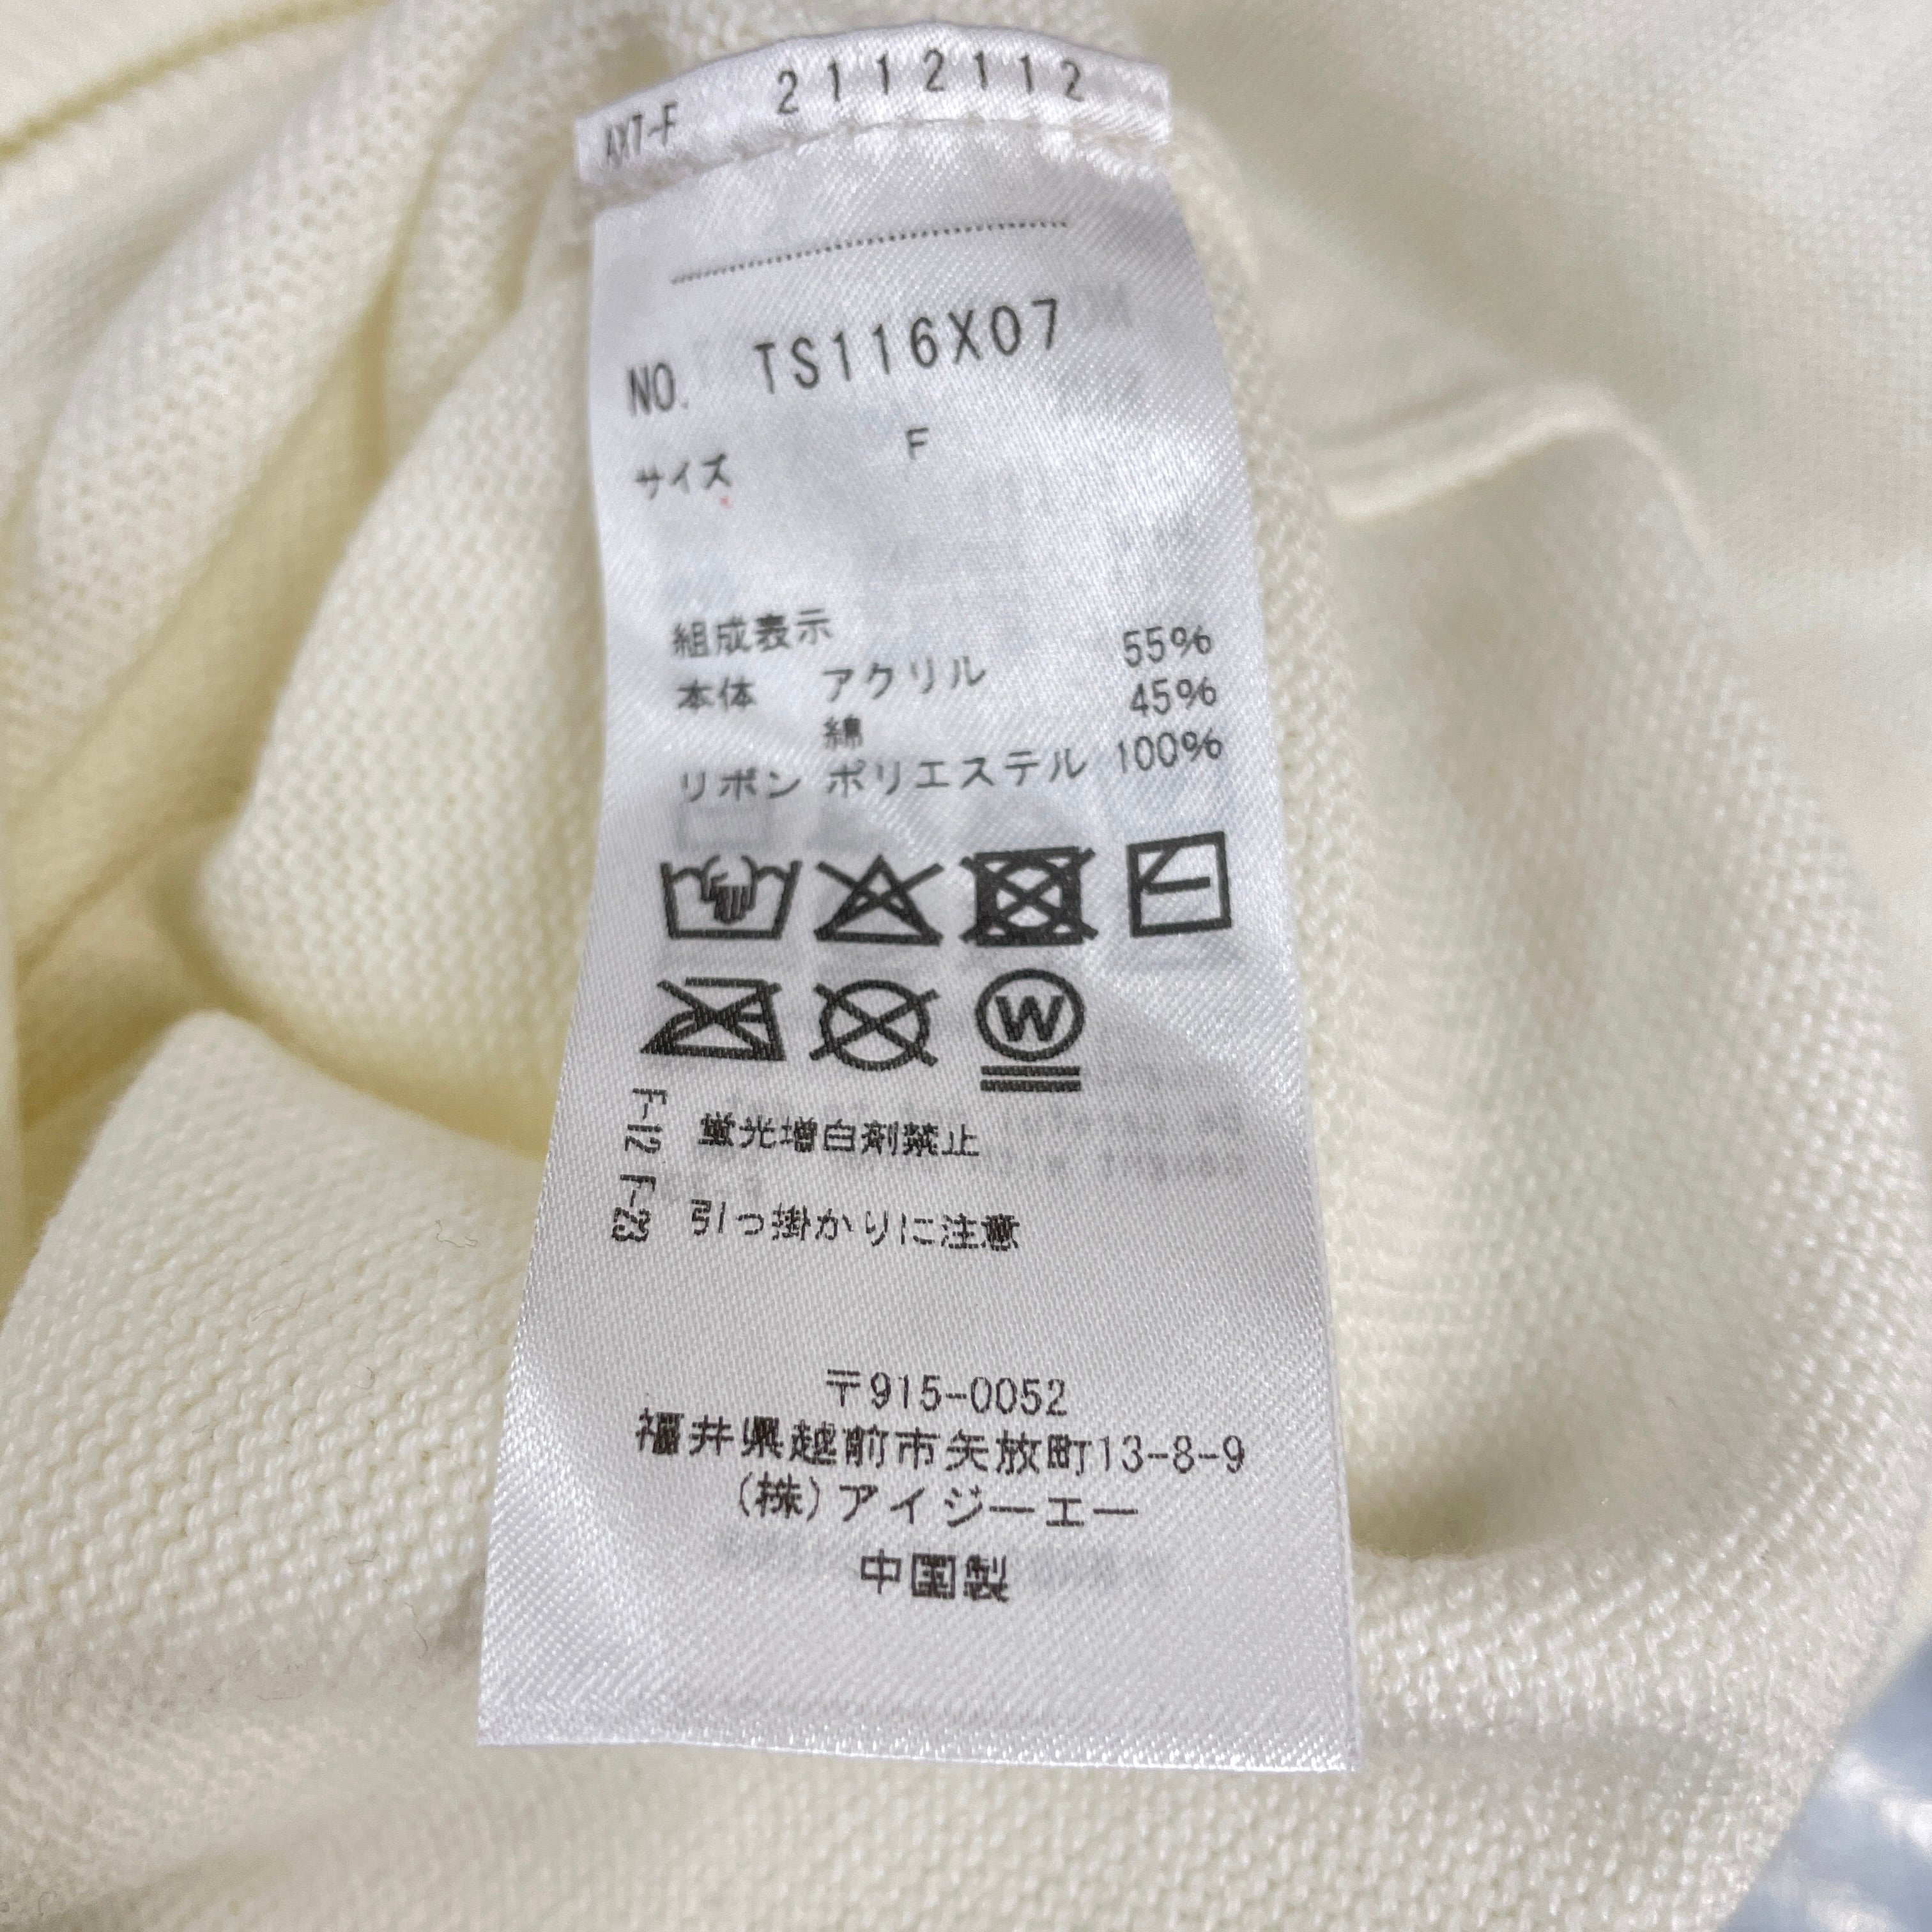 AXT-F 2112112
NO. TS116X07
サイズ F
組成表示
本体 アクリル 55%
綿 45%
リボン ポリエステル 100%
W
F-12 蛍光増白剤禁止
F-23 引っ掛かりに注意
〒915-0052
福井県越前市矢放町13-8-9
(株)アイジーエー
中国製